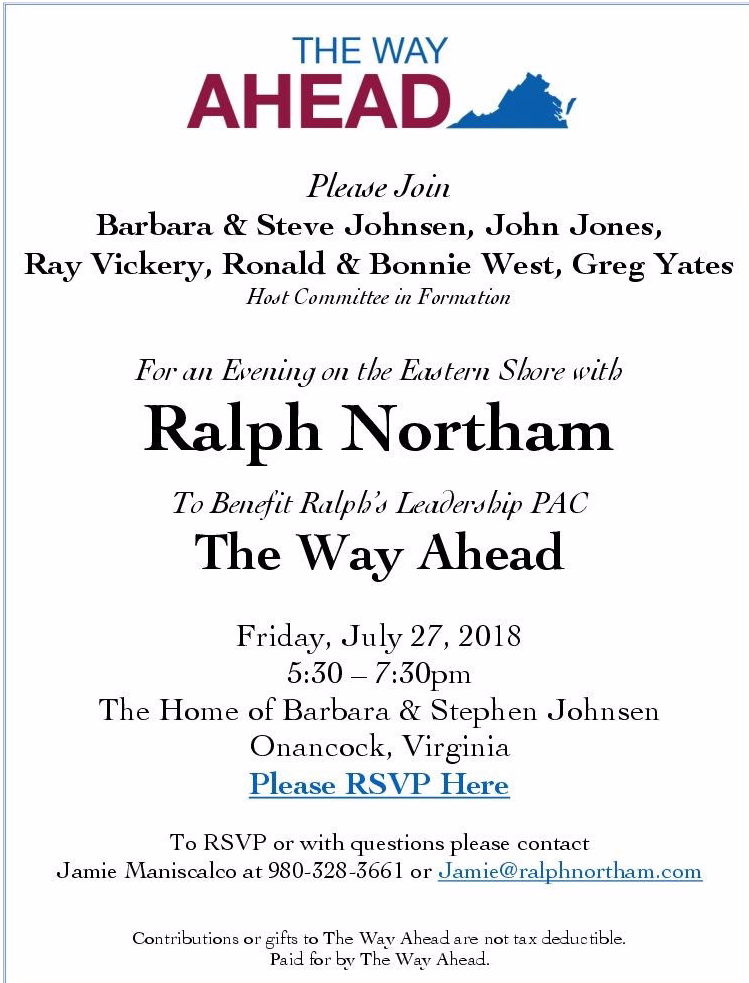 THE WAY
AHEAD
Please Join
Barbara & Steve Johnsen, John Jones,
Ray Vickery, Ronald & Bonnie West, Greg Yates
Host Committee in Formation
For an Evening on the Eastern Shore with
Ralph Northam
To Benefit Ralph's Leadership PAC
The Way Ahead
Friday, July 27, 2018
5:30 – 7:30pm
The Home of Barbara & Stephen Johnsen
Onancock, Virginia
Please RSVP Here
To RSVP or with questions please contact
Jamie Maniscalco at 980-328-3661 or Jamie@ralphnortham.com
Contributions or gifts to The Way Ahead are not tax deductible.
Paid for by The Way Ahead.